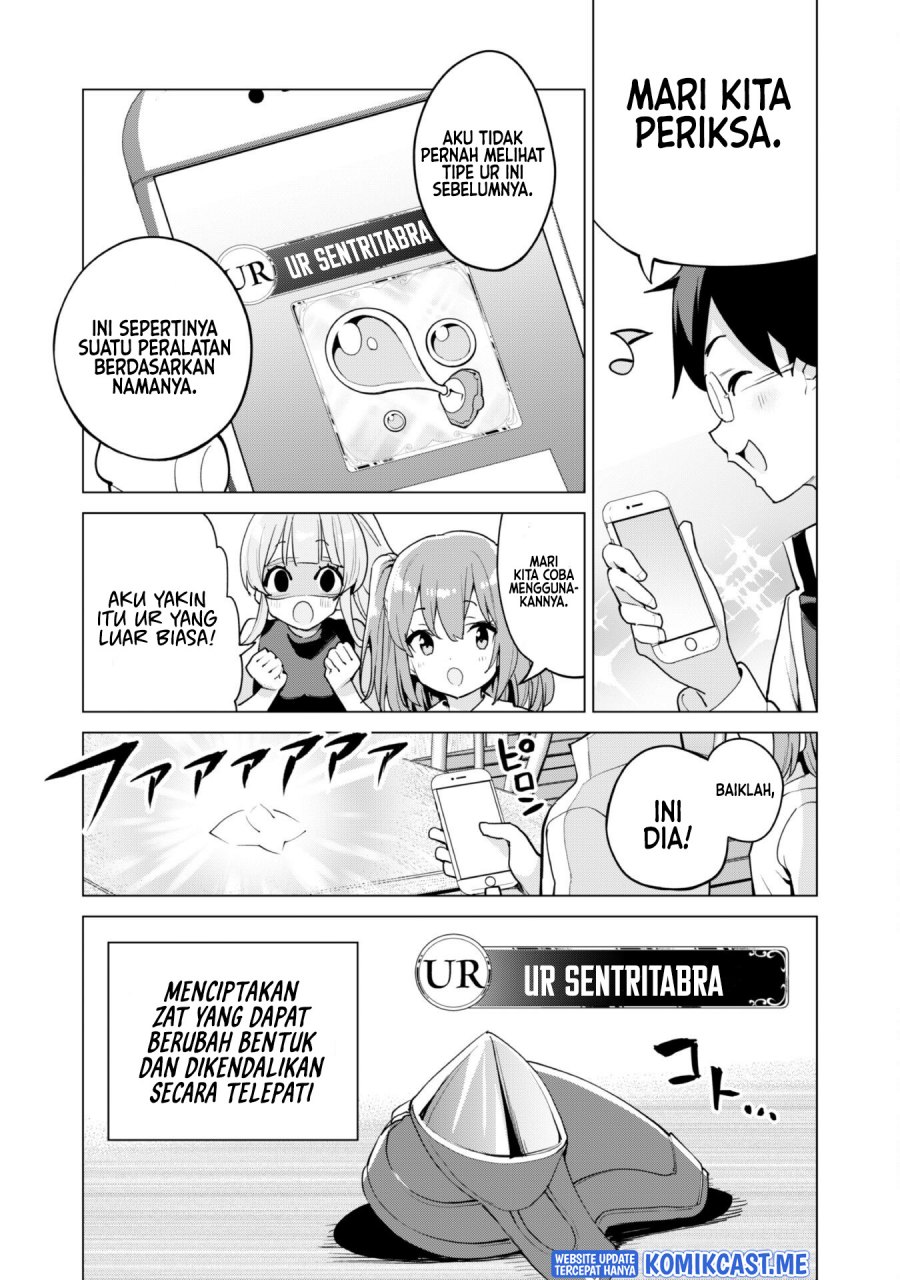 MARI KITA
PERIKSA.
AKU TIDAK
PERNAH MELIHAT
TIPE UR INI
SEBELUMNYA.
UR UR SENTRITABRA
INI SEPERTINYA
SUATU PERALATAN
BERDASARKAN
NAMANYA.
MARI
KITA COBA
MENGGUNA-
KANNYA.
AKU YAKIN
ITU UR YANG
LUAR BIASA!
BAIKLAH,
INI
DIA!
ピロン
ファァァァァァ
UR UR SENTRITABRA
MENCIPTAKAN
ZAT YANG DAPAT
BERUBAH BENTUK
DAN DIKENDALIKAN
SECARA TELEPATI
コト...
WEBSITE UPDATE
TERCEPAT HANYA
KOMIKCAST.ME